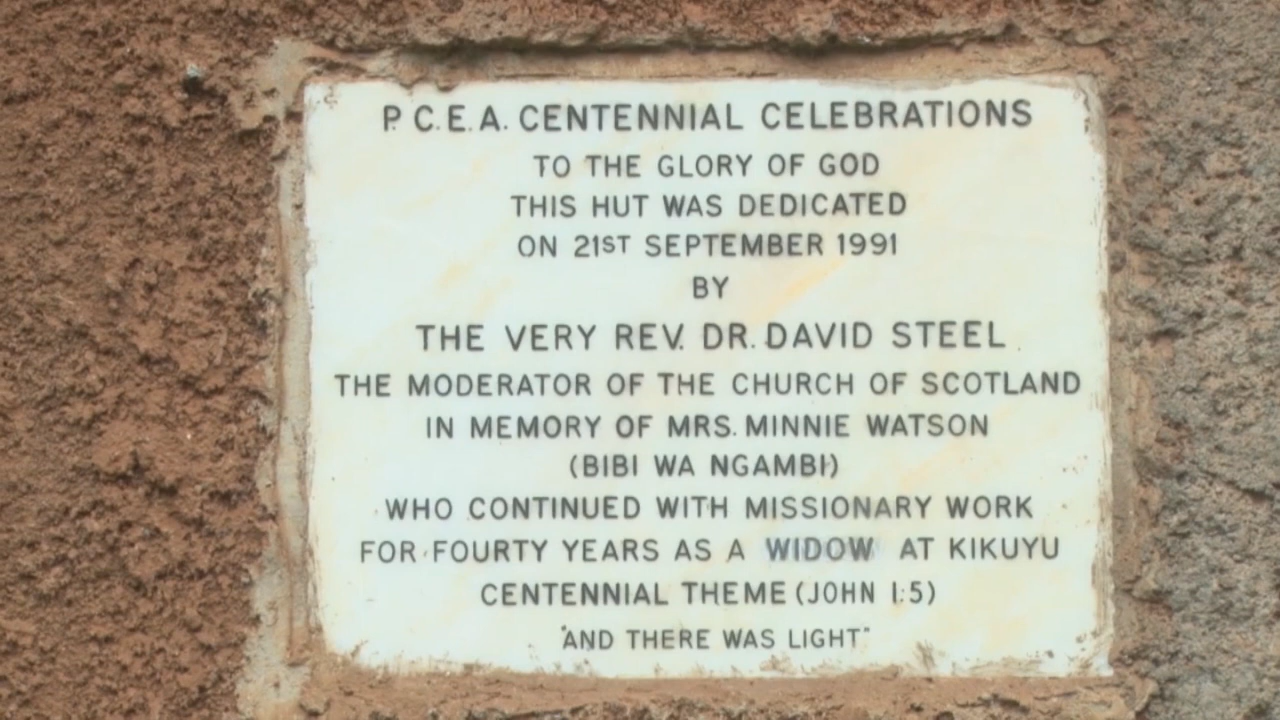 P.C.E.A. CENTENNIAL CELEBRATIONS
TO THE GLORY OF GOD
THIS HUT WAS DEDICATED
ON 21ST SEPTEMBER 1991
BY
THE VERY REV. DR. DAVID STEEL
THE MODERATOR OF THE CHURCH OF SCOTLAND
IN MEMORY OF MRS. MINNIE WATSON
(BIBI WA NGAMBI)
WHO CONTINUED WITH MISSIONARY WORK
FOR FOURTY YEARS AS A WIDOW AT KIKUYU
CENTENNIAL THEME (JOHN 1:5)
"AND THERE WAS LIGHT"